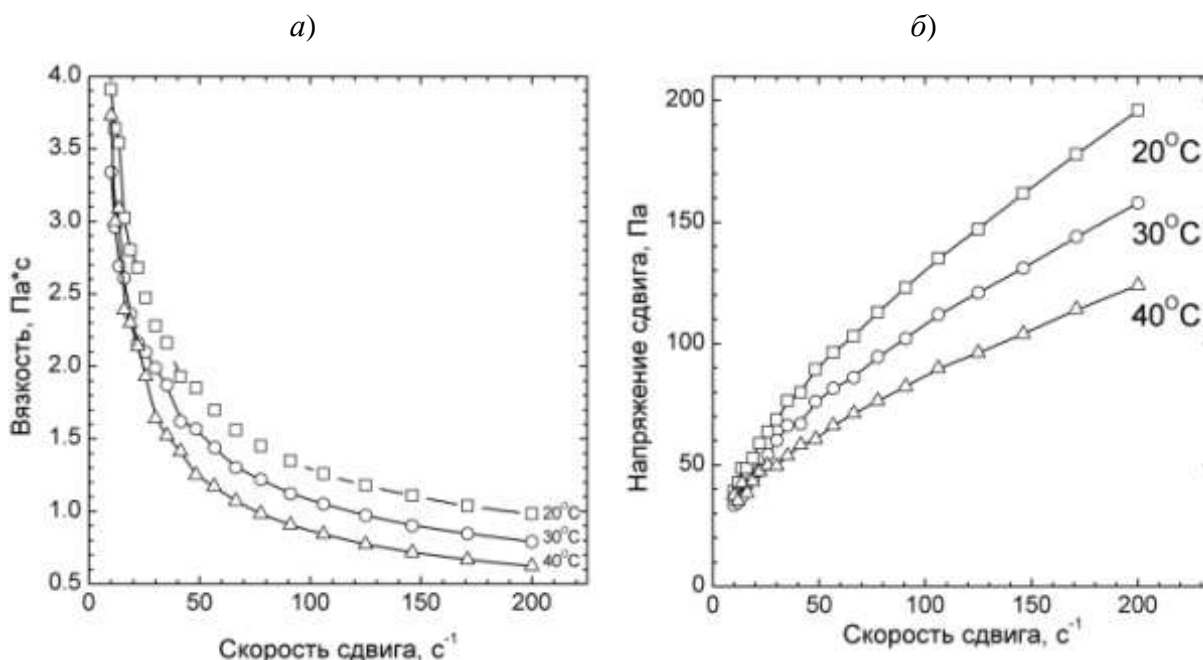 а)
б)
4.0
3.5
3.0
2.5
2.0
1.5
1.0
0.5
0
50
100
150
200
Вязкость, Па*с
Скорость сдвига, с⁻¹
20°C
30°C
40°C
200
150
100
50
0
0
50
100
150
200
Напряжение сдвига, Па
Скорость сдвига, с⁻¹
20°C
30°C
40°C